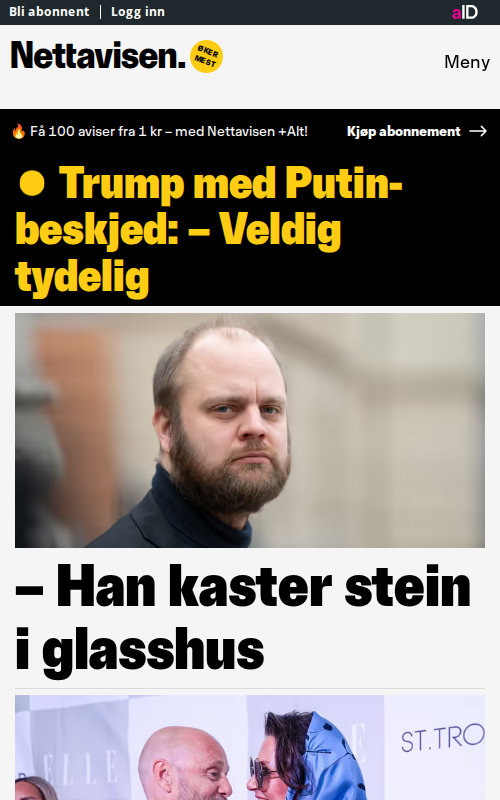 Bli abonnent | Logg inn
aID
Nettavisen.
ØKER
MEST
Meny
🔥 Få 100 aviser fra 1 kr – med Nettavisen +Alt!
Kjøp abonnement →
● Trump med Putin-
beskjed: – Veldig
tydelig
– Han kaster stein
i glasshus
ELLE
ST.TRO